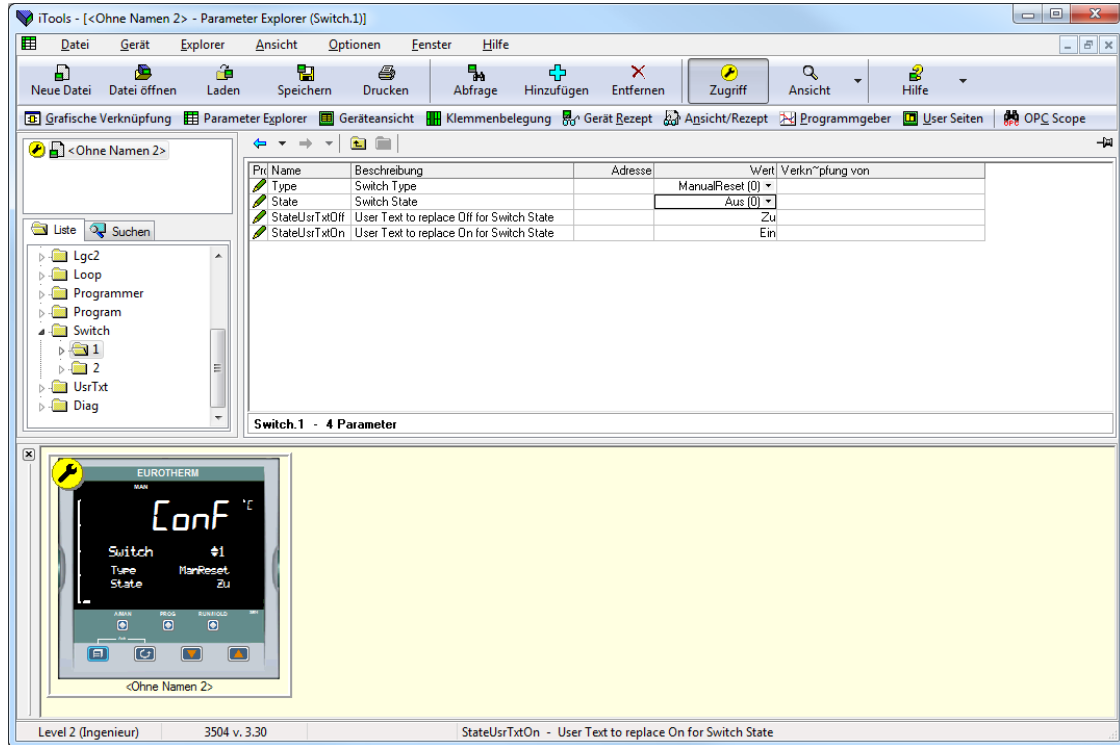 iTools - [<Ohne Namen 2> - Parameter Explorer (Switch.1)]
Datei Gerät Explorer Ansicht Optionen Fenster Hilfe
Neue Datei Datei öffnen Laden Speichern Drucken Abfrage Hinzufügen Entfernen Zugriff Ansicht Hilfe
Grafische Verknüpfung Parameter Explorer Geräteansicht Klemmenbelegung Gerät Rezept Ansicht/Rezept Programmgeber User Seiten OPC Scope
<Ohne Namen 2>
Liste Suchen
Lgc2
Loop
Programmer
Program
Switch
1
2
UsrTxt
Diag
Name Beschreibung Adresse Wert Verkn~pfung von
Type Switch Type ManualReset (0)
State Switch State Aus (0)
StateUsrTxtOff User Text to replace Off for Switch State Zu
StateUsrTxtOn User Text to replace On for Switch State Ein
Switch.1 - 4 Parameter
EUROTHERM
MAN
ConF °C
Switch 1
Type ManReset
State Zu
A/MAN PROG RUN/HOLD
<Ohne Namen 2>
Level 2 (Ingenieur) 3504 v. 3.30 StateUsrTxtOn - User Text to replace On for Switch State